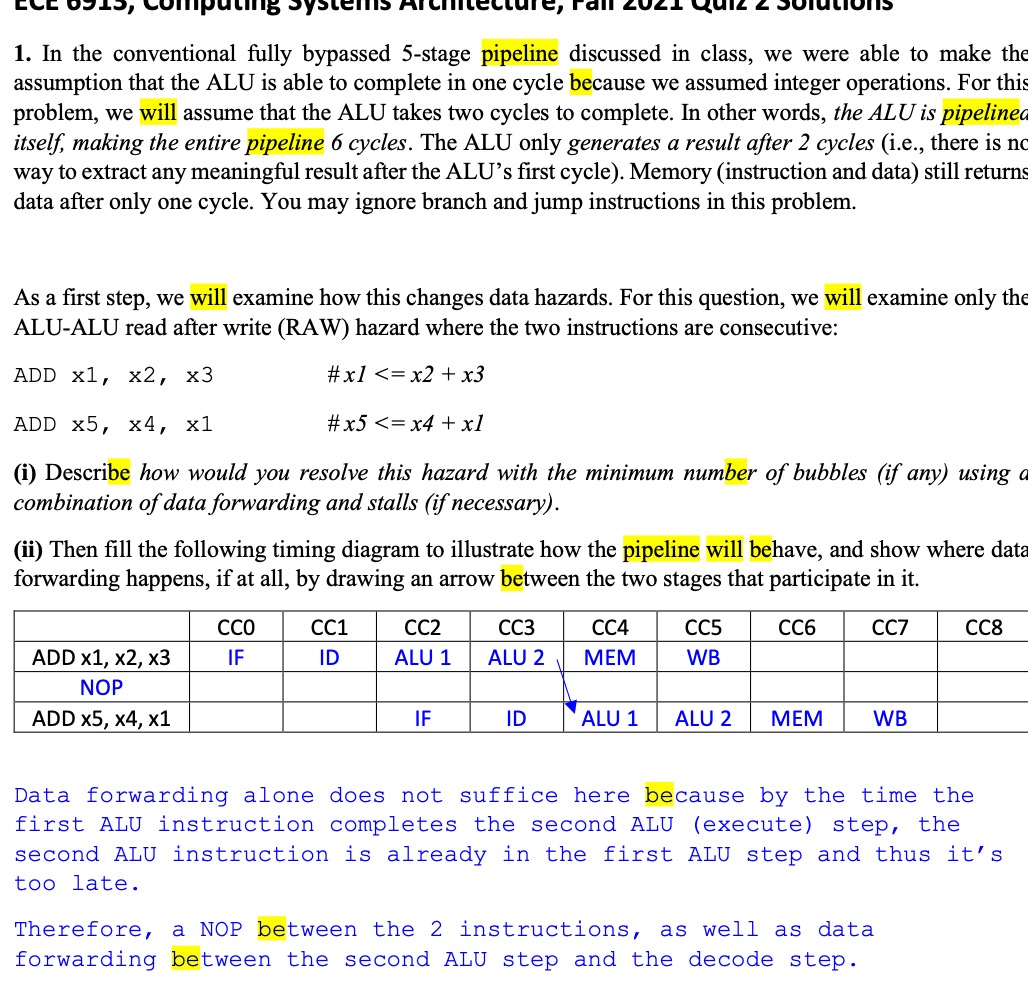 ECE 6913, Computing Systems Architecture, Fall 2021 Quiz 2 Solutions
1. In the conventional fully bypassed 5-stage pipeline discussed in class, we were able to make the
assumption that the ALU is able to complete in one cycle because we assumed integer operations. For this
problem, we will assume that the ALU takes two cycles to complete. In other words, the ALU is pipelined
itself, making the entire pipeline 6 cycles. The ALU only generates a result after 2 cycles (i.e., there is no
way to extract any meaningful result after the ALU's first cycle). Memory (instruction and data) still returns
data after only one cycle. You may ignore branch and jump instructions in this problem.
As a first step, we will examine how this changes data hazards. For this question, we will examine only the
ALU-ALU read after write (RAW) hazard where the two instructions are consecutive:
ADD x1, x2, x3 #x1 <= x2 + x3
ADD x5, x4, x1 #x5 <= x4 + x1
(i) Describe how would you resolve this hazard with the minimum number of bubbles (if any) using a
combination of data forwarding and stalls (if necessary).
(ii) Then fill the following timing diagram to illustrate how the pipeline will behave, and show where data
forwarding happens, if at all, by drawing an arrow between the two stages that participate in it.
CC0 CC1 CC2 CC3 CC4 CC5 CC6 CC7 CC8
ADD x1, x2, x3 IF ID ALU 1 ALU 2 MEM WB
NOP
ADD x5, x4, x1 IF ID ALU 1 ALU 2 MEM WB
Data forwarding alone does not suffice here because by the time the
first ALU instruction completes the second ALU (execute) step, the
second ALU instruction is already in the first ALU step and thus it's
too late.
Therefore, a NOP between the 2 instructions, as well as data
forwarding between the second ALU step and the decode step.